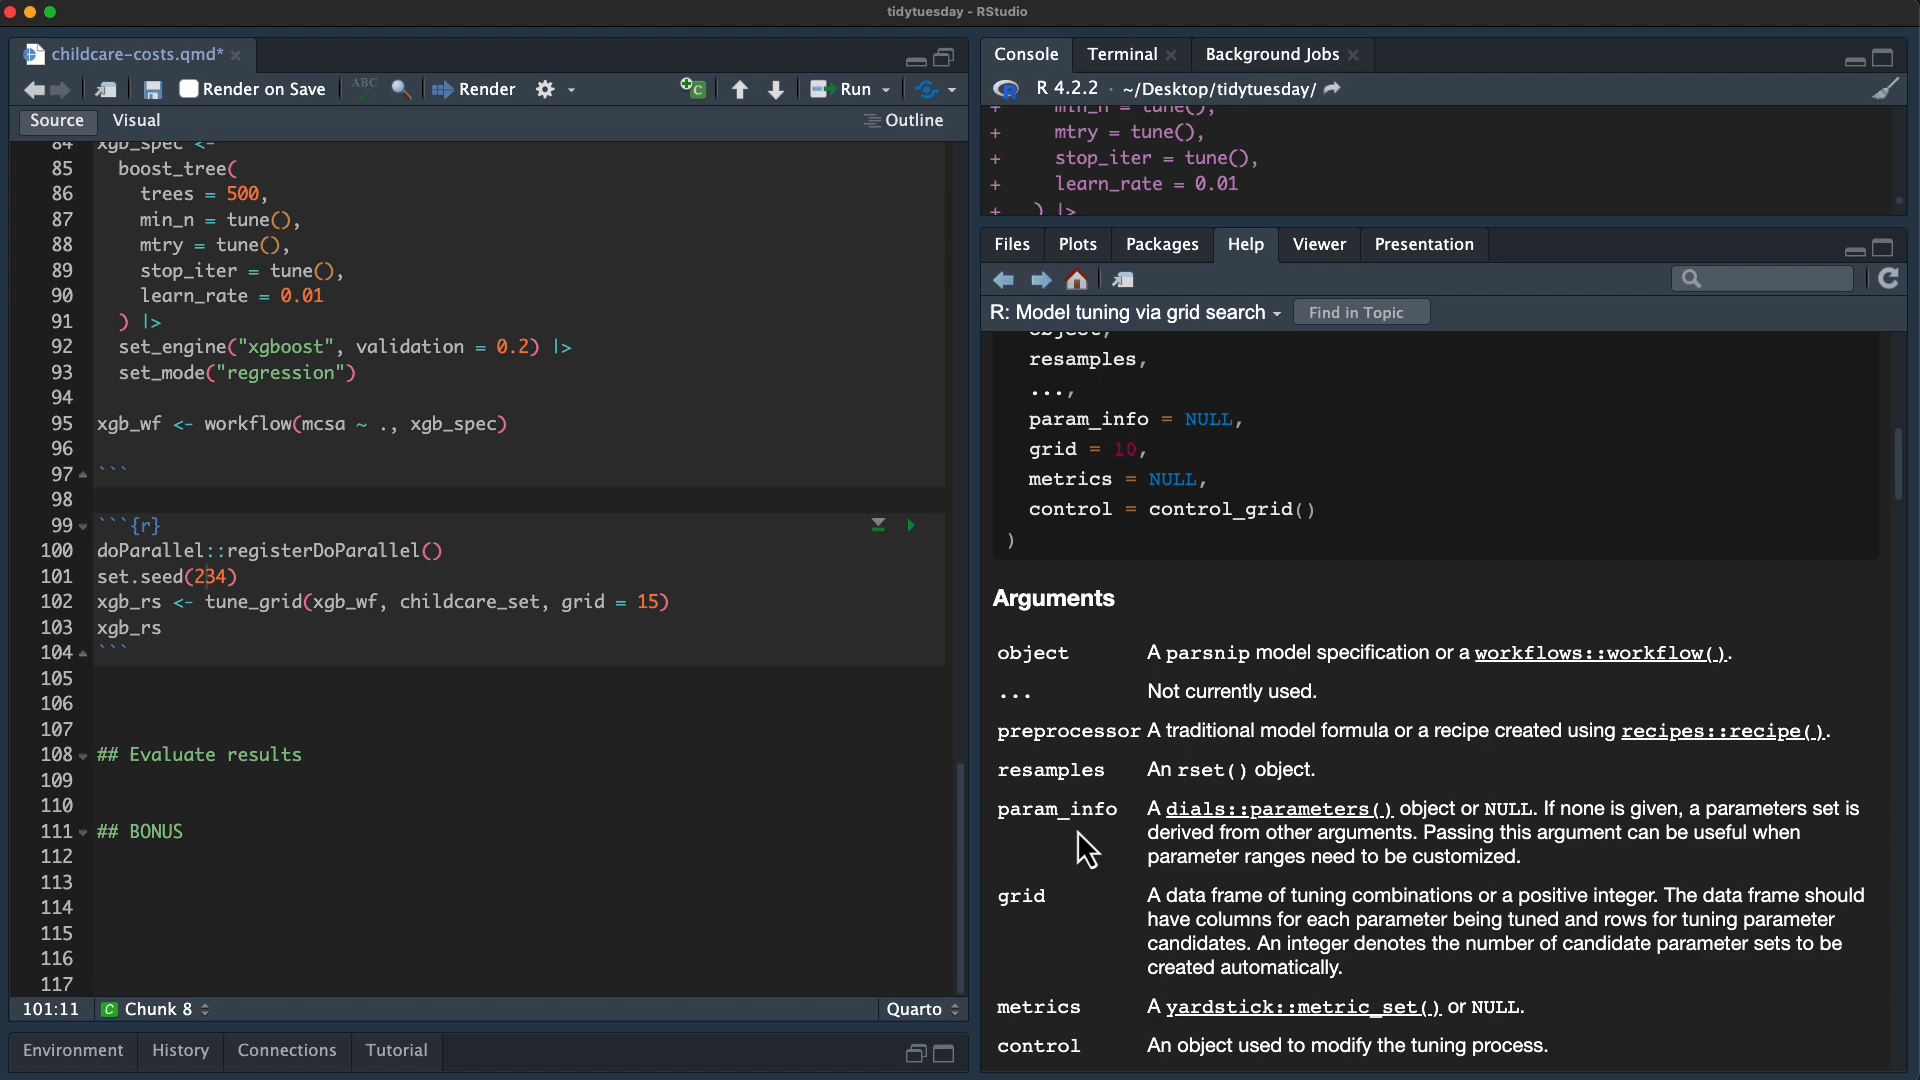 tidytuesday - RStudio
childcare-costs.qmd*
Render on Save
ABC
Render
Run
Source
Visual
Outline
84 xgb_spec <-
85 boost_tree(
86 trees = 500,
87 min_n = tune(),
88 mtry = tune(),
89 stop_iter = tune(),
90 learn_rate = 0.01
91 ) |>
92 set_engine("xgboost", validation = 0.2) |>
93 set_mode("regression")
94
95 xgb_wf <- workflow(mcsa ~ ., xgb_spec)
96
97 ```
98
99 ```{r}
100 doParallel::registerDoParallel()
101 set.seed(234)
102 xgb_rs <- tune_grid(xgb_wf, childcare_set, grid = 15)
103 xgb_rs
104 ```
105
106
107
108 ## Evaluate results
109
110
111 ## BONUS
112
113
114
115
116
117
101:11
C Chunk 8
Quarto
Environment
History
Connections
Tutorial
Console
Terminal
Background Jobs
R 4.2.2 · ~/Desktop/tidytuesday/
+ min_n = tune(),
+ mtry = tune(),
+ stop_iter = tune(),
+ learn_rate = 0.01
+ ) |>
Files
Plots
Packages
Help
Viewer
Presentation
R: Model tuning via grid search
Find in Topic
object,
resamples,
...,
param_info = NULL,
grid = 10,
metrics = NULL,
control = control_grid()
)
Arguments
object A parsnip model specification or a workflows::workflow().
... Not currently used.
preprocessor A traditional model formula or a recipe created using recipes::recipe().
resamples An rset() object.
param_info A dials::parameters() object or NULL. If none is given, a parameters set is
derived from other arguments. Passing this argument can be useful when
parameter ranges need to be customized.
grid A data frame of tuning combinations or a positive integer. The data frame should
have columns for each parameter being tuned and rows for tuning parameter
candidates. An integer denotes the number of candidate parameter sets to be
created automatically.
metrics A yardstick::metric_set() or NULL.
control An object used to modify the tuning process.